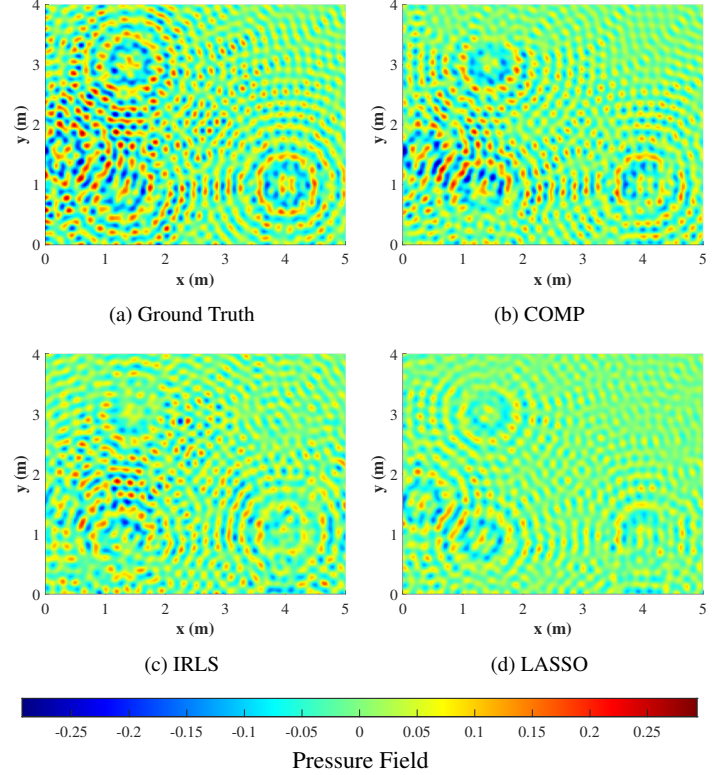 4
3
2
1
0
y (m)
0 1 2 3 4 5
x (m)
(a) Ground Truth
4
3
2
1
0
y (m)
0 1 2 3 4 5
x (m)
(b) COMP
4
3
2
1
0
y (m)
0 1 2 3 4 5
x (m)
(c) IRLS
4
3
2
1
0
y (m)
0 1 2 3 4 5
x (m)
(d) LASSO
-0.25 -0.2 -0.15 -0.1 -0.05 0 0.05 0.1 0.15 0.2 0.25
Pressure Field